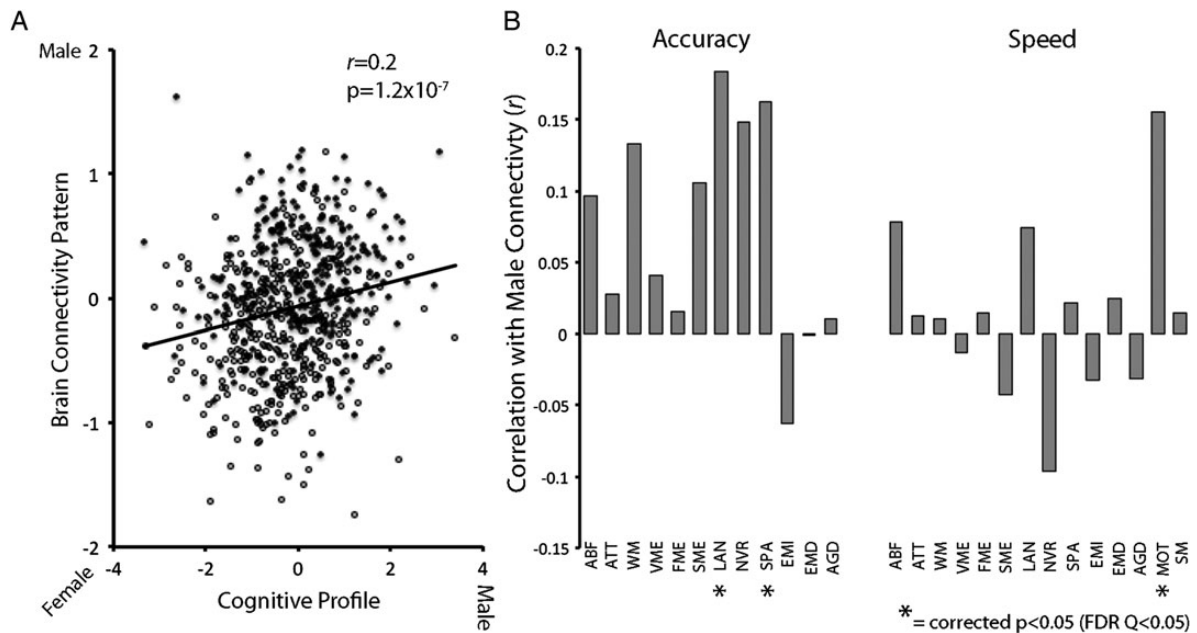 A
Male
2
r=0.2
p=1.2x10-7
1
0
-1
-2
Brain Connectivity Pattern
-4
-2
0
2
4
Female
Cognitive Profile
Male
B
Accuracy
Speed
0.2
0.15
0.1
0.05
0
-0.05
-0.1
-0.15
Correlation with Male Connectivty (r)
ABF
ATT
WM
VME
FME
SME
LAN
NVR
SPA
EMI
EMD
AGD
* *
ABF
ATT
WM
VME
FME
SME
LAN
NVR
SPA
EMI
EMD
AGD
MOT
SM
*
*= corrected p<0.05 (FDR Q<0.05)